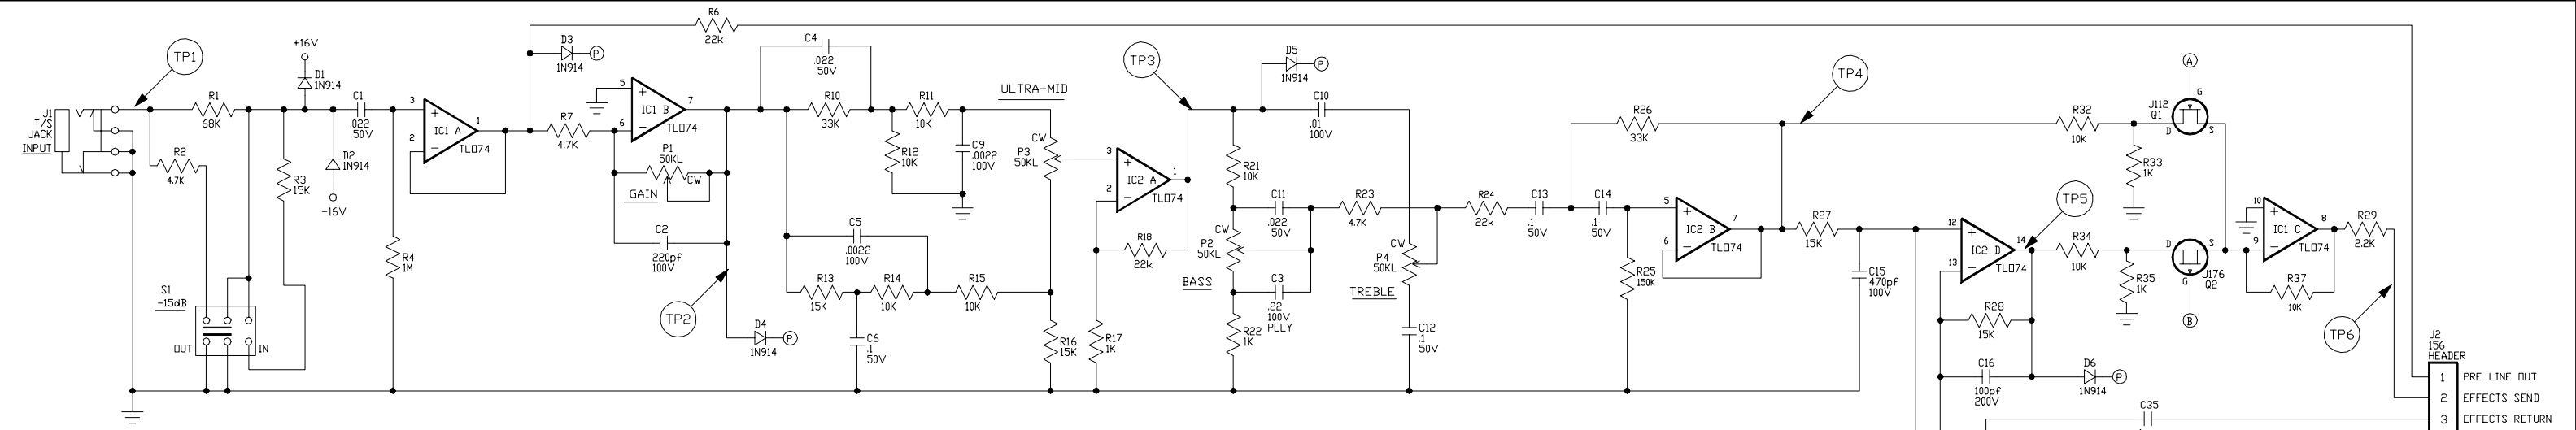 R6
22k
+16V
TP1
D1
1N914
J1
T/S
JACK
INPUT
R1
68K
R2
4.7K
R3
15K
D2
1N914
-16V
C1
.022
50V
R4
1M
S1
-15dB
OUT
IN
3
2
1
+
-
IC1 A
TL074
D3
1N914
P
R7
4.7K
5
6
7
+
-
IC1 B
TL074
P1
50KL
CW
GAIN
C2
220pf
100V
TP2
D4
1N914
P
C4
.022
50V
R10
33K
R11
10K
R12
10K
C9
.0022
100V
C5
.0022
100V
R13
15K
R14
10K
R15
10K
C6
.1
50V
ULTRA-MID
CW
P3
50KL
R16
15K
R17
1K
3
2
1
+
-
IC2 A
TL074
R18
22k
TP3
D5
1N914
P
C10
.01
100V
R21
10K
C11
.022
50V
CW
P2
50KL
BASS
C3
.22
100V
POLY
R22
1K
R23
4.7K
CW
P4
50KL
TREBLE
C12
.1
50V
R24
22k
C13
.1
50V
R26
33K
C14
.1
50V
R25
150K
5
6
7
+
-
IC2 B
TL074
TP4
R27
15K
C15
470pf
100V
12
13
14
+
-
IC2 D
TL074
TP5
R28
15K
C16
100pf
200V
D6
1N914
P
R32
10K
R33
1K
R34
10K
R35
1K
A
G
J112
Q1
D
S
D
S
G
J176
Q2
B
10
9
8
+
-
IC1 C
TL074
R37
10K
R29
2.2K
TP6
J2
156
HEADER
1 PRE LINE OUT
2 EFFECTS SEND
3 EFFECTS RETURN
C35